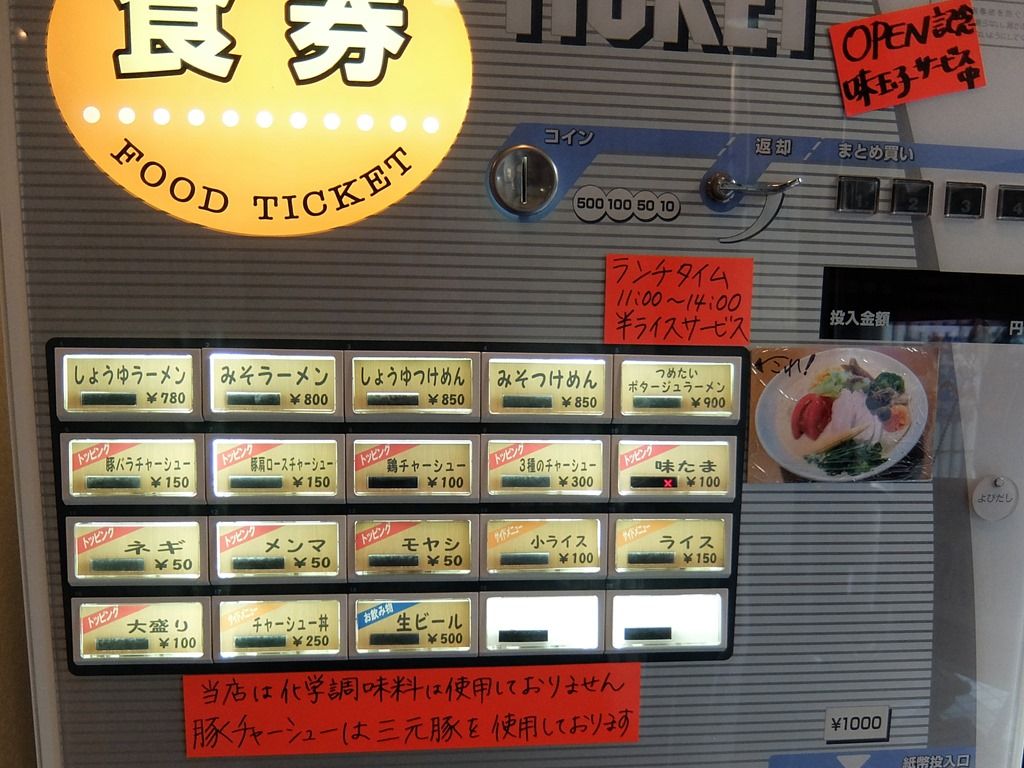 食券
FOOD TICKET
TICKET
OPEN記念
味玉子サービス
中
コイン
返却
まとめ買い
500 100 50 10
1 2 3 4
ランチタイム
11:00〜14:00
半ライスサービス
投入金額
円
しょうゆラーメン
¥780
みそラーメン
¥800
しょうゆつけめん
¥850
みそつけめん
¥850
つめたい
ポタージュラーメン
¥900
これ!
トッピング
豚バラチャーシュー
¥150
トッピング
豚肩ロースチャーシュー
¥150
トッピング
鶏チャーシュー
¥100
トッピング
3種のチャーシュー
¥300
トッピング
味たま
x ¥100
よびだし
トッピング
ネギ
¥50
トッピング
メンマ
¥50
トッピング
モヤシ
¥50
サイドメニュー
小ライス
¥100
サイドメニュー
ライス
¥150
トッピング
大盛り
¥100
サイドメニュー
チャーシュー丼
¥250
お飲み物
生ビール
¥500
当店は化学調味料は使用しておりません
豚チャーシューは三元豚を使用しております
¥1000
紙幣投入口